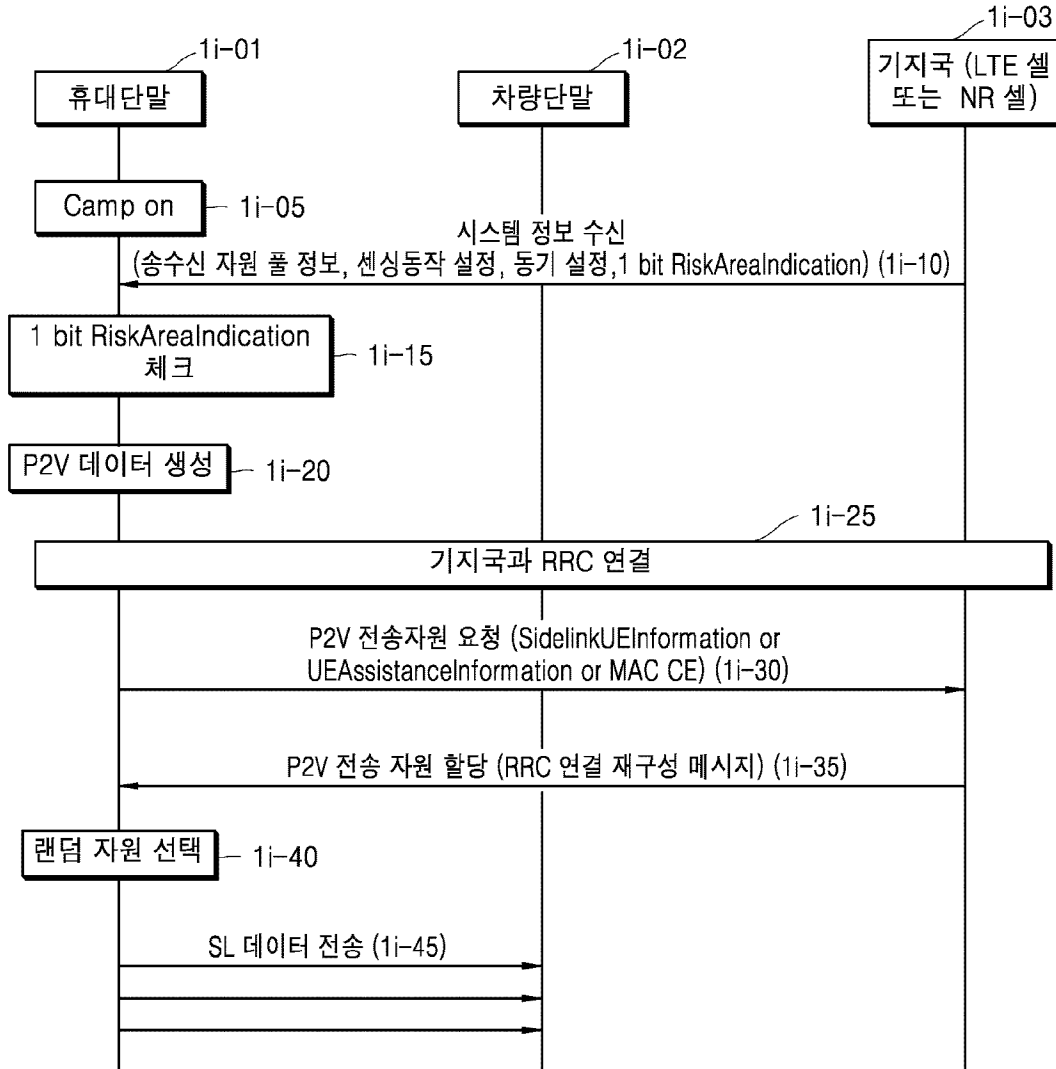 1i-01
1i-02
1i-03
휴대단말
차량단말
기지국 (LTE 셀
또는 NR 셀)
Camp on
1i-05
시스템 정보 수신
(송수신 자원 풀 정보, 센싱동작 설정, 동기 설정,1 bit RiskAreaIndication) (1i-10)
1 bit RiskAreaIndication
체크
1i-15
P2V 데이터 생성
1i-20
1i-25
기지국과 RRC 연결
P2V 전송자원 요청 (SidelinkUEInformation or
UEAssistanceInformation or MAC CE) (1i-30)
P2V 전송 자원 할당 (RRC 연결 재구성 메시지) (1i-35)
랜덤 자원 선택
1i-40
SL 데이터 전송 (1i-45)